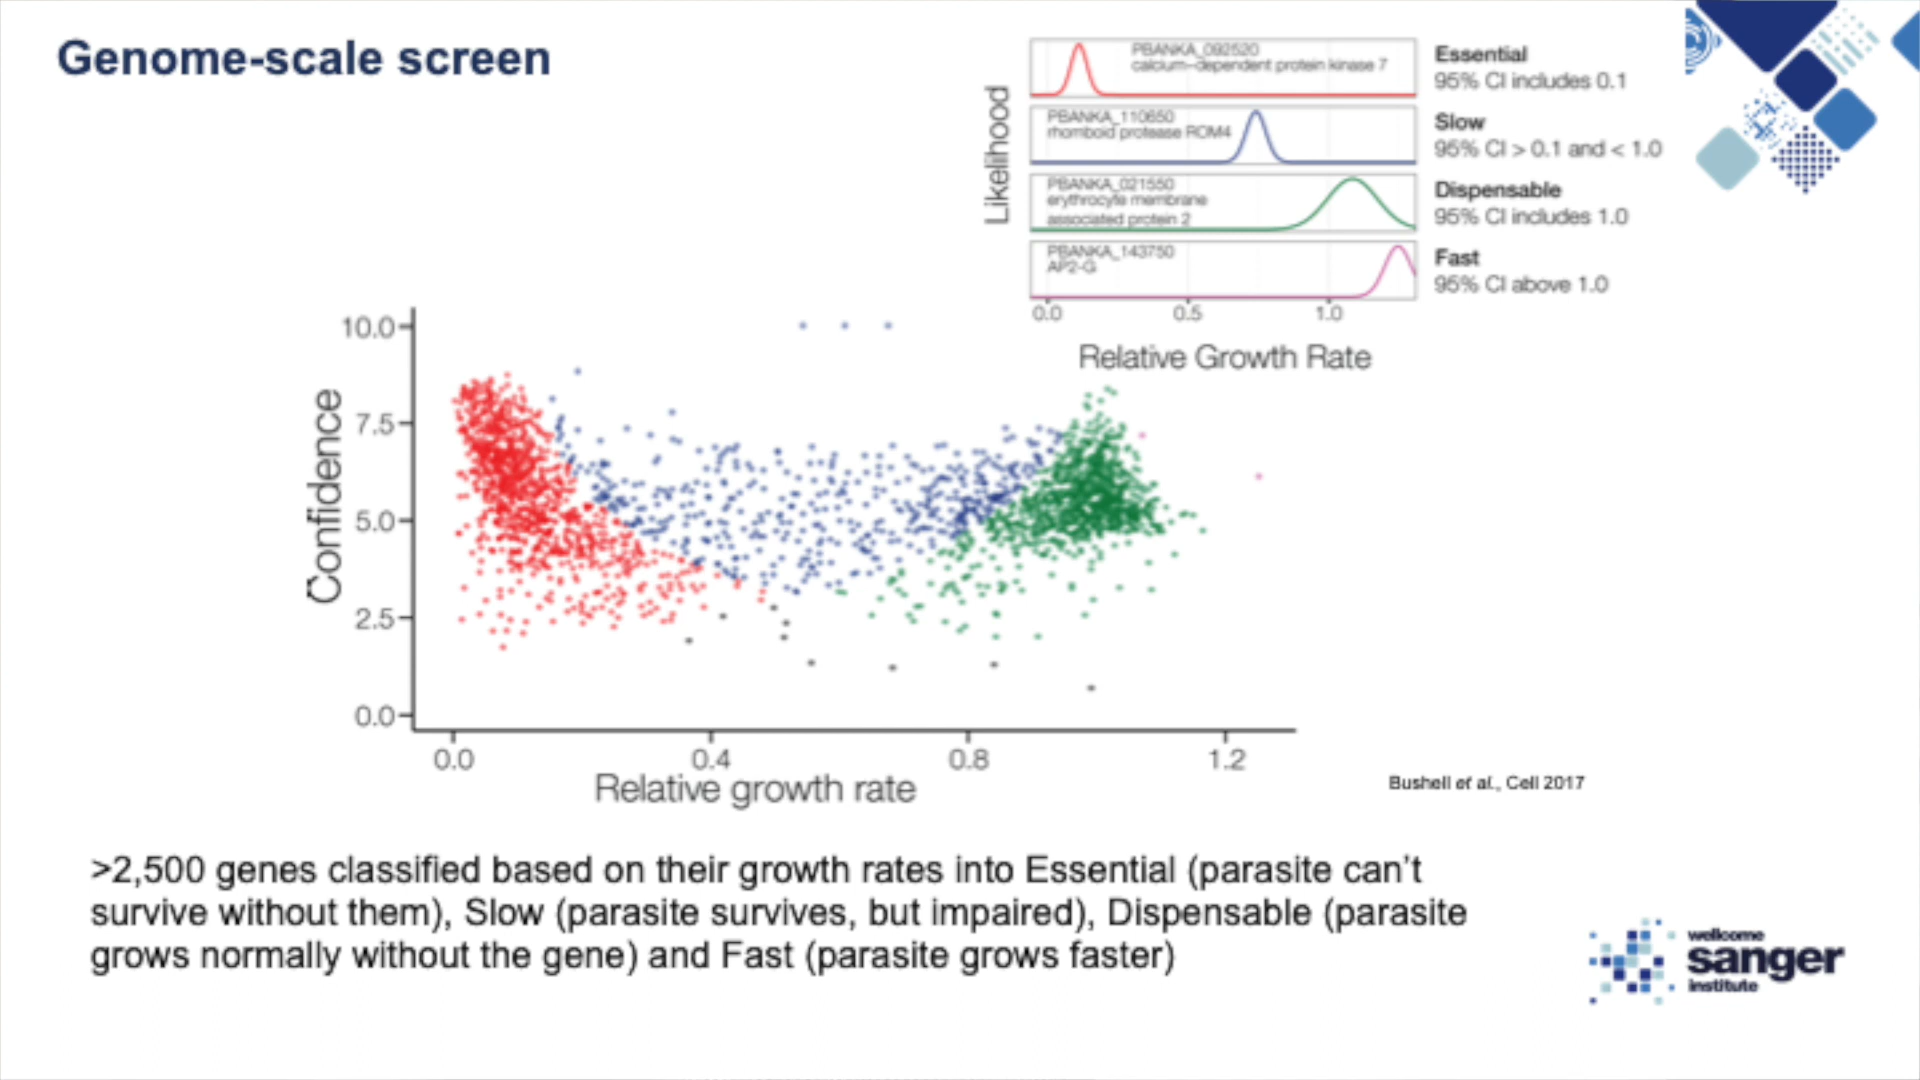 Genome-scale screen
Likelihood
PBANKA_092520
calcium-dependent protein kinase 7
Essential
95% CI includes 0.1
PBANKA_110650
rhomboid protease ROM4
Slow
95% CI > 0.1 and < 1.0
PBANKA_021550
erythrocyte membrane
associated protein 2
Dispensable
95% CI includes 1.0
PBANKA_143750
AP2-G
Fast
95% CI above 1.0
0.0 0.5 1.0
Relative Growth Rate
Confidence
10.0
7.5
5.0
2.5
0.0
0.0 0.4 0.8 1.2
Relative growth rate
Bushell et al., Cell 2017
>2,500 genes classified based on their growth rates into Essential (parasite can't
survive without them), Slow (parasite survives, but impaired), Dispensable (parasite
grows normally without the gene) and Fast (parasite grows faster)
wellcome
sanger
institute